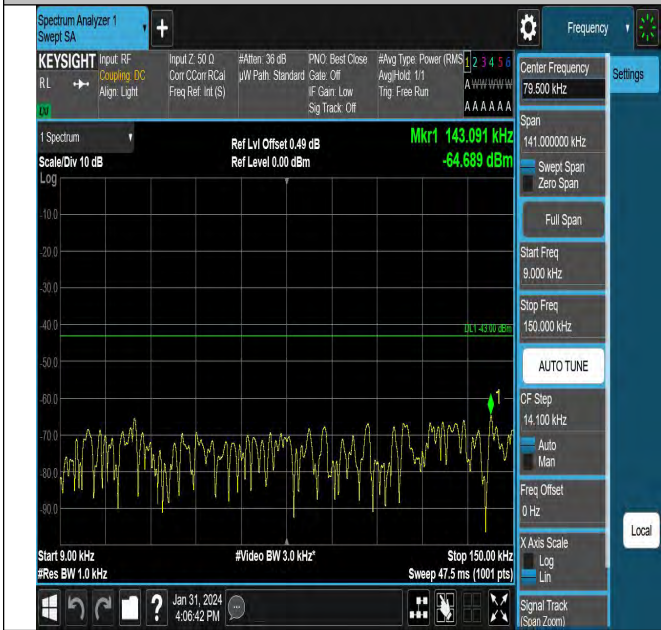 Spectrum Analyzer 1
Swept SA
+
Frequency
KEYSIGHT
RL
Input: RF
Coupling: DC
Align: Light
Input Z: 50 Ω
Corr CCorr RCal
Freq Ref: Int (S)
#Atten: 36 dB
µW Path: Standard
PNO: Best Close
Gate: Off
IF Gain: Low
Sig Track: Off
#Avg Type: Power (RMS
Avg|Hold: 1/1
Trig: Free Run
1 2 3 4 5 6
A W W W W W
A A A A A A
1 Spectrum
Scale/Div 10 dB
Log
Ref Lvl Offset 0.49 dB
Ref Level 0.00 dBm
Mkr1 143.091 kHz
-64.689 dBm
-10.0
-20.0
-30.0
-40.0
-50.0
-60.0
-70.0
-80.0
-90.0
DL1 -43.00 dBm
1
Start 9.00 kHz
#Res BW 1.0 kHz
#Video BW 3.0 kHz*
Stop 150.00 kHz
Sweep 47.5 ms (1001 pts)
Center Frequency
79.500 kHz
Span
141.000000 kHz
Swept Span
Zero Span
Full Span
Start Freq
9.000 kHz
Stop Freq
150.000 kHz
AUTO TUNE
CF Step
14.100 kHz
Auto
Man
Freq Offset
0 Hz
X Axis Scale
Log
Lin
Signal Track
(Span Zoom)
Settings
Local
?
Jan 31, 2024
4:06:42 PM